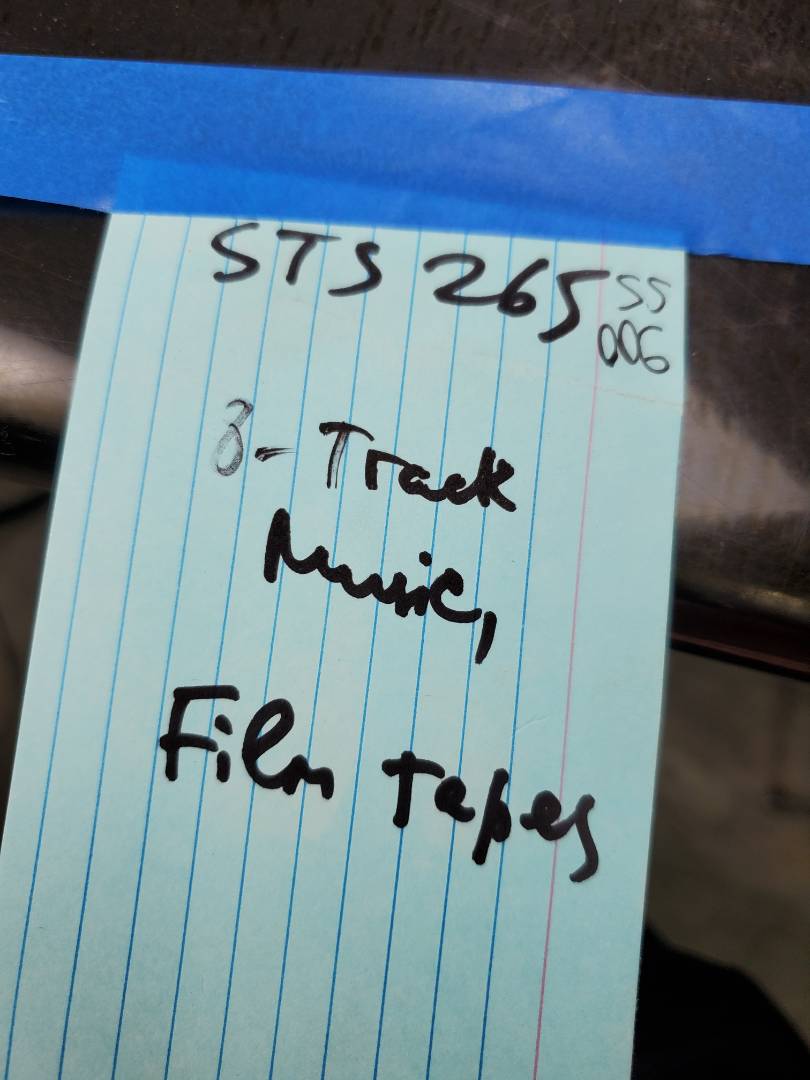 STS 265 SS
006
8-Track
Music,
Film Tapes